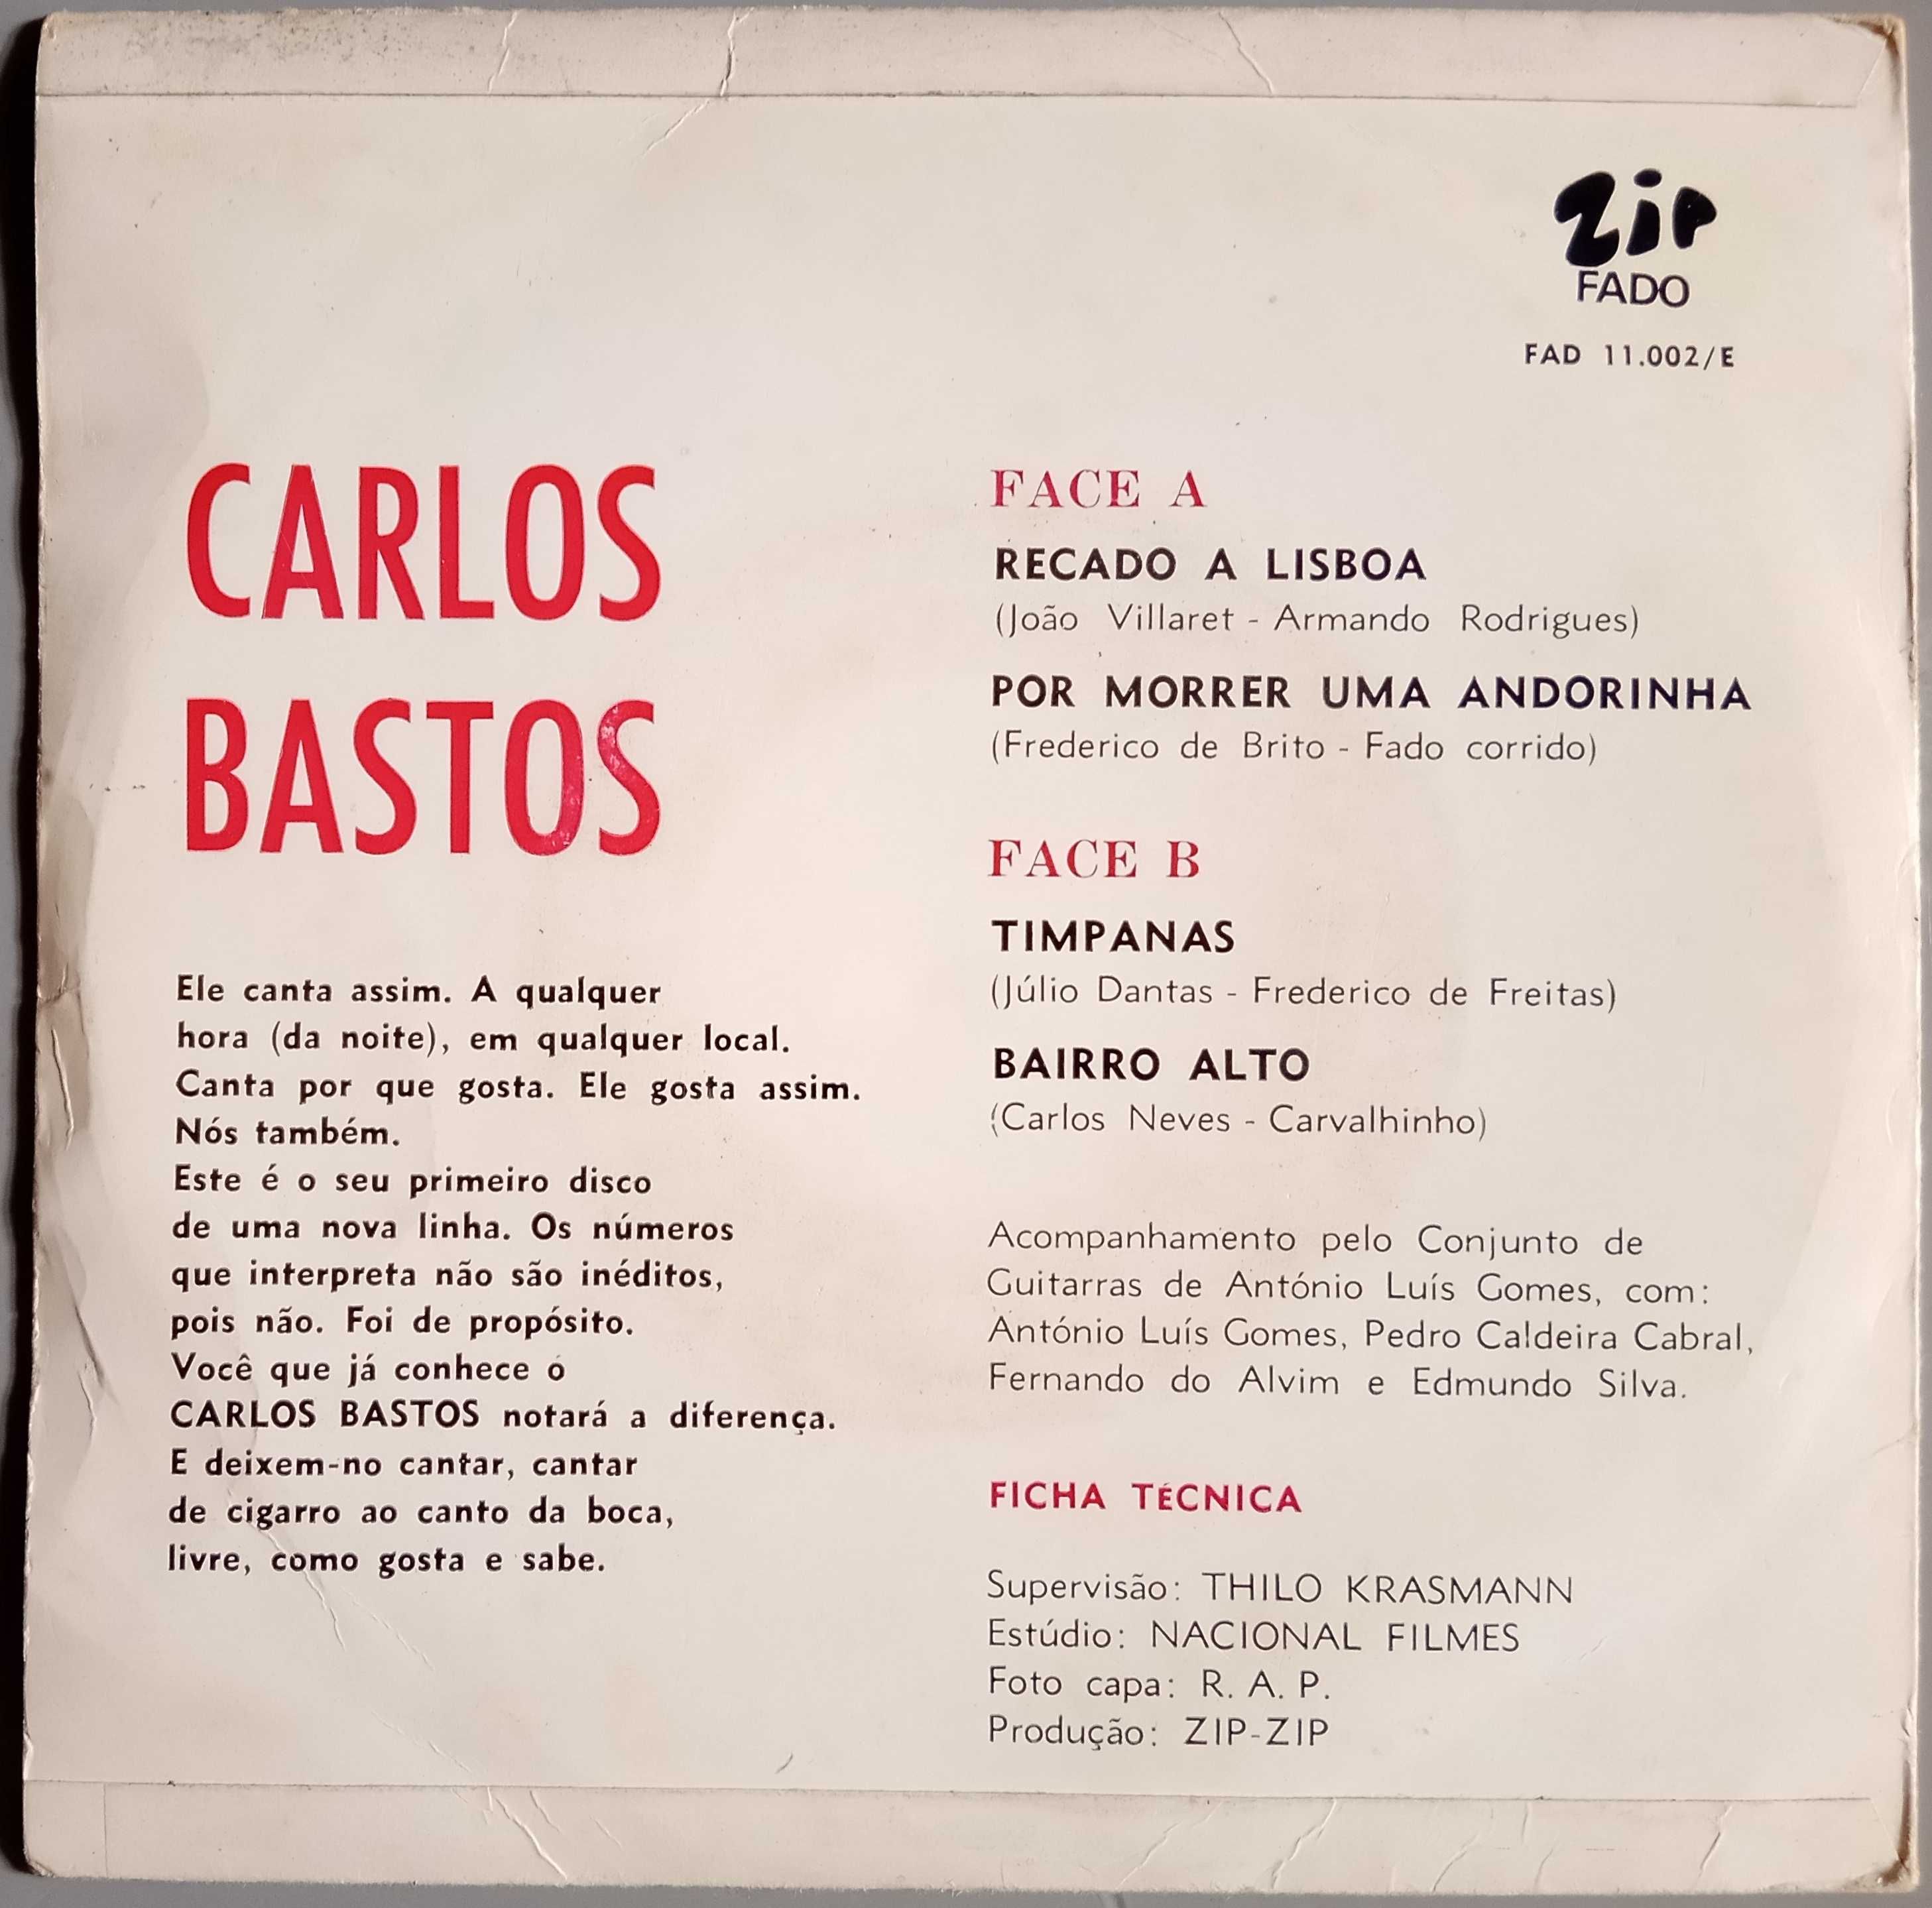 Zip
FADO
FAD 11.002/E
CARLOS
BASTOS
Ele canta assim. A qualquer
hora (da noite), em qualquer local.
Canta por que gosta. Ele gosta assim.
Nós também.
Este é o seu primeiro disco
de uma nova linha. Os números
que interpreta não são inéditos,
pois não. Foi de propósito.
Você que já conhece o
CARLOS BASTOS notará a diferença.
E deixem-no cantar, cantar
de cigarro ao canto da boca,
livre, como gosta e sabe.
FACE A
RECADO A LISBOA
(João Villaret - Armando Rodrigues)
POR MORRER UMA ANDORINHA
(Frederico de Brito - Fado corrido)
FACE B
TIMPANAS
(Júlio Dantas - Frederico de Freitas)
BAIRRO ALTO
(Carlos Neves - Carvalhinho)
Acompanhamento pelo Conjunto de
Guitarras de António Luís Gomes, com:
António Luís Gomes, Pedro Caldeira Cabral,
Fernando do Alvim e Edmundo Silva.
FICHA TÉCNICA
Supervisão: THILO KRASMANN
Estúdio: NACIONAL FILMES
Foto capa: R. A. P.
Produção: ZIP-ZIP